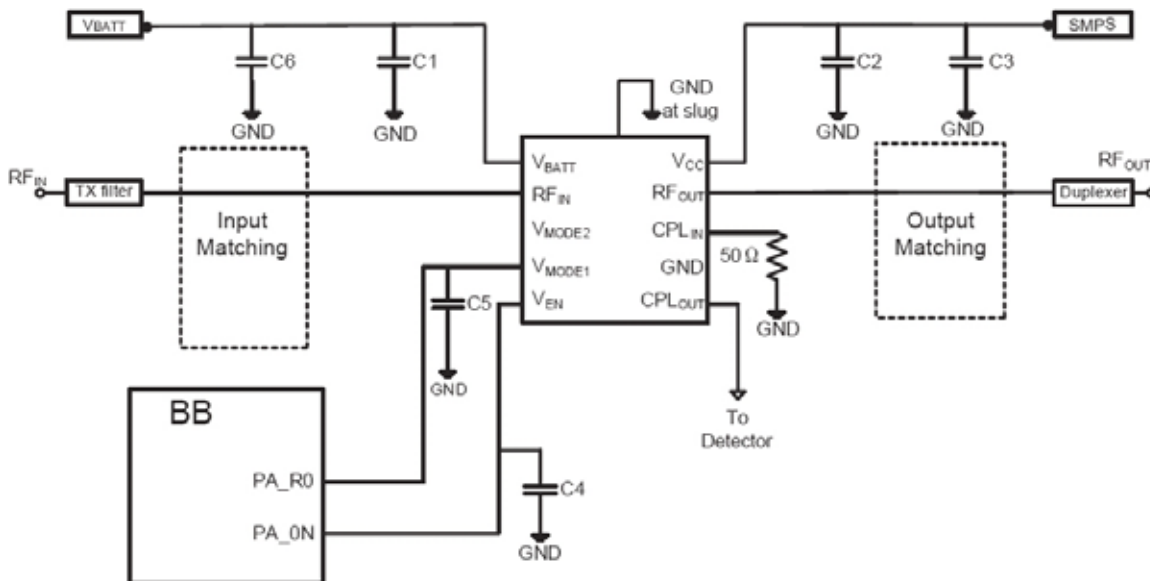 VBATT
SMPS
C6
C1
C2
C3
GND
at slug
GND
GND
GND
GND
RFIN
TX filter
Input
Matching
VBATT
RFIN
VMODE2
VMODE1
VEN
VCC
RFOUT
CPLIN
GND
CPLOUT
50 Ω
GND
Output
Matching
RFOUT
Duplexer
C5
GND
To
Detector
BB
PA_R0
PA_0N
C4
GND